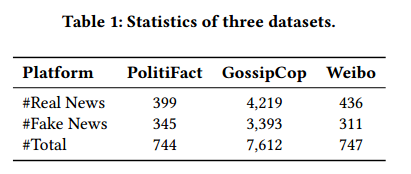 Table 1: Statistics of three datasets.
Platform PolitiFact GossipCop Weibo
#Real News 399 4,219 436
#Fake News 345 3,393 311
#Total 744 7,612 747